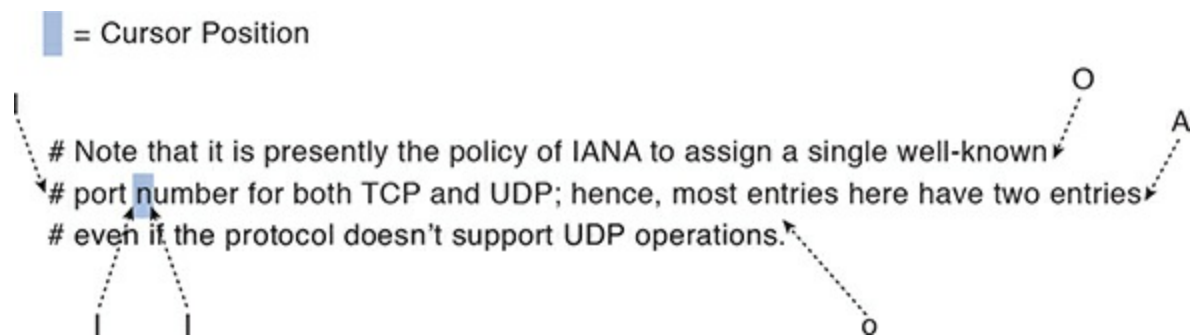 = Cursor Position
O
I
A
# Note that it is presently the policy of IANA to assign a single well-known
# port number for both TCP and UDP; hence, most entries here have two entries
# even if the protocol doesn't support UDP operations.
I I o